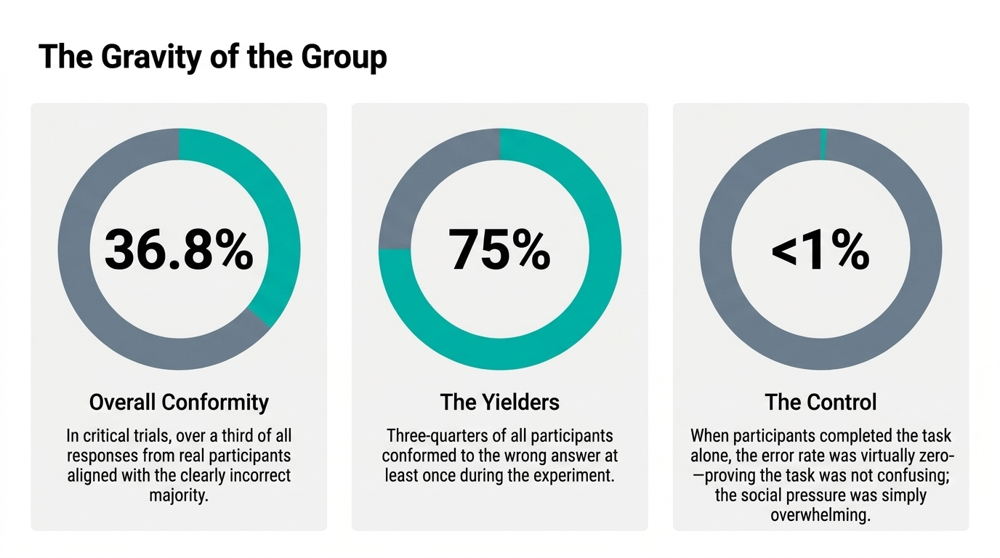 The Gravity of the Group
36.8%
Overall Conformity
In critical trials, over a third of all
responses from real participants
aligned with the clearly incorrect
majority.
75%
The Yielders
Three-quarters of all participants
conformed to the wrong answer at
least once during the experiment.
<1%
The Control
When participants completed the task
alone, the error rate was virtually zero-
—proving the task was not confusing;
the social pressure was simply
overwhelming.